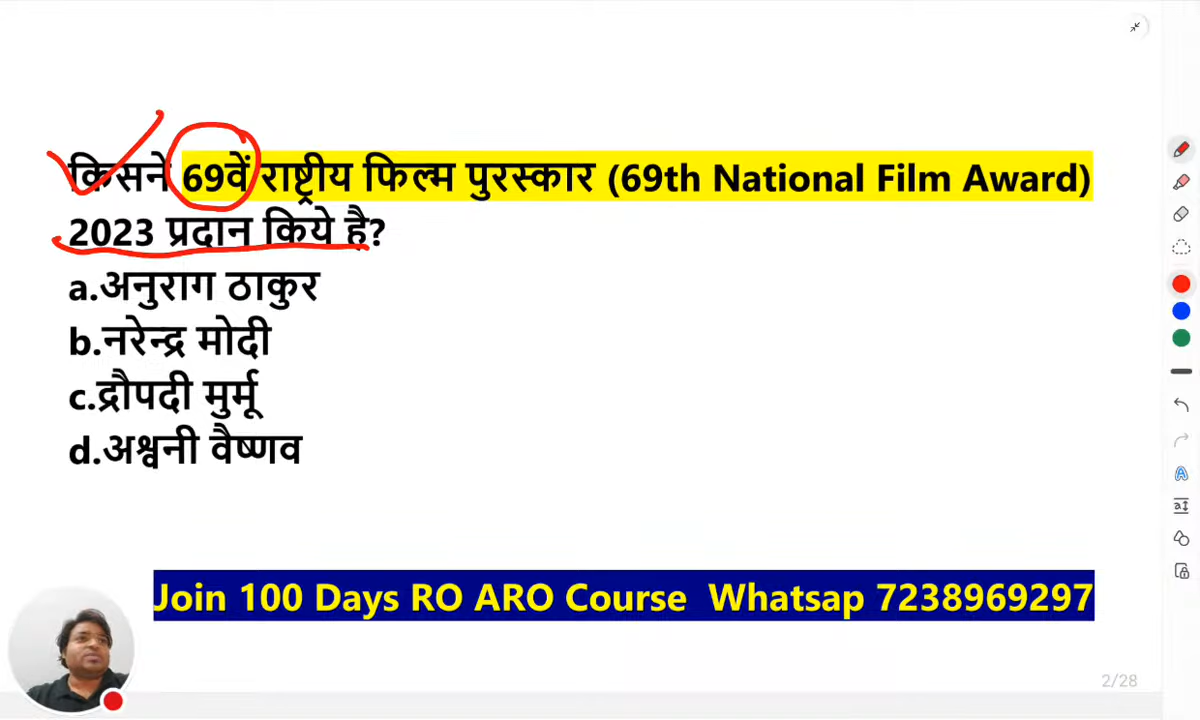 किसने 69वें राष्ट्रीय फिल्म पुरस्कार (69th National Film Award)
2023 प्रदान किये है?
a.अनुराग ठाकुर
b.नरेन्द्र मोदी
c.द्रौपदी मुर्मू
d.अश्वनी वैष्णव
Join 100 Days RO ARO Course Whatsap 7238969297
2/28